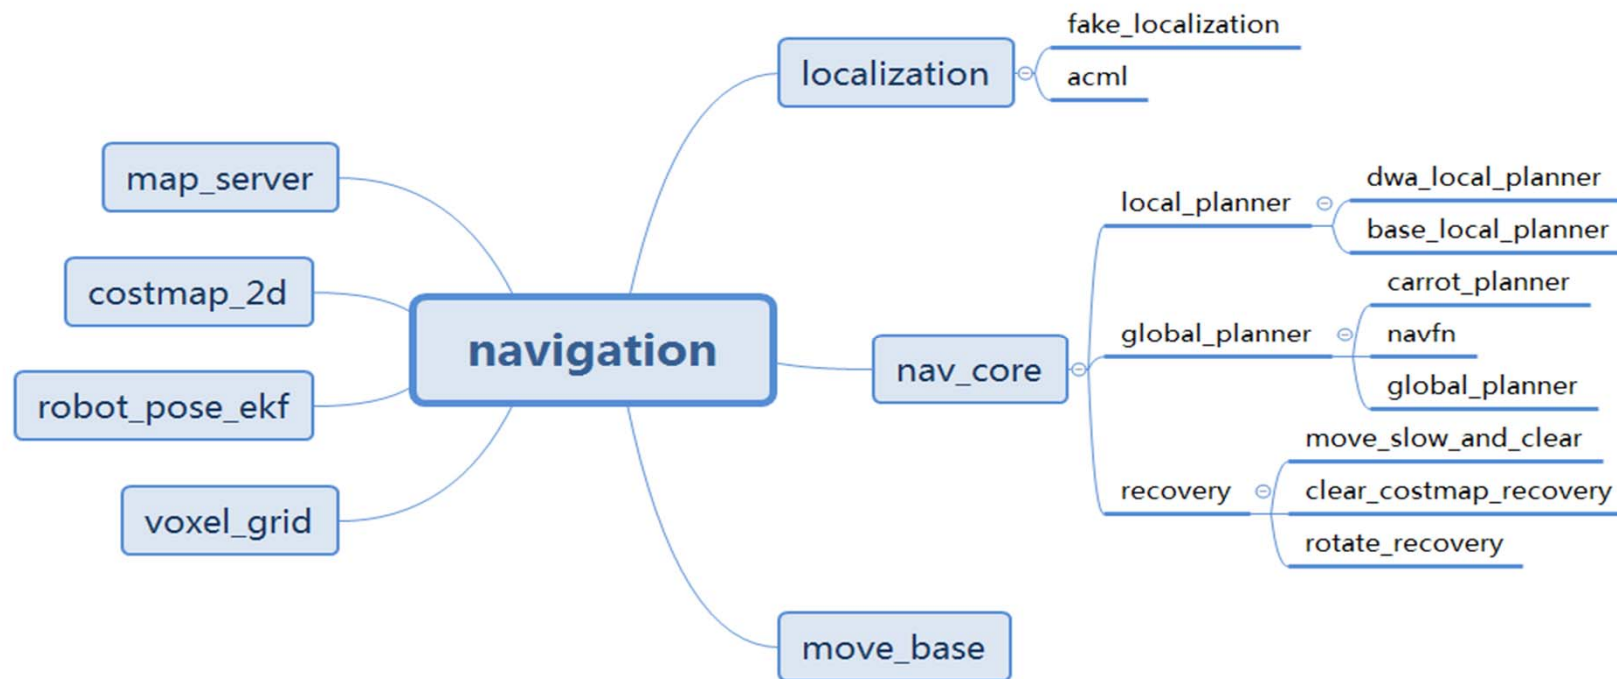 navigation
map_server
costmap_2d
robot_pose_ekf
voxel_grid
localization
fake_localization
acml
nav_core
local_planner
dwa_local_planner
base_local_planner
global_planner
carrot_planner
navfn
global_planner
recovery
move_slow_and_clear
clear_costmap_recovery
rotate_recovery
move_base